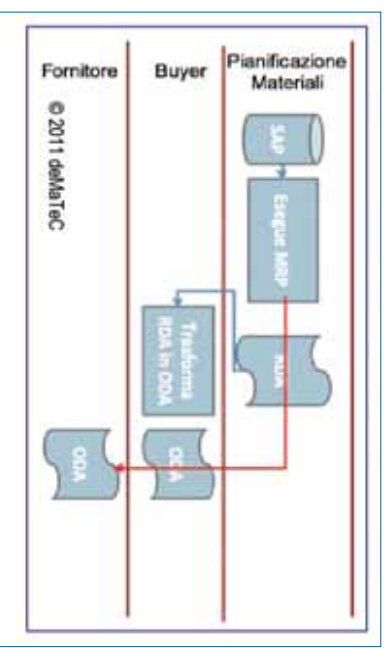 Fornitore
Buyer
Pianificazione
Materiali
© 2011 deMaTeC
SAP
Esegue MRP
RDA
Trasforma
RDA in ODA
ODA
ODA